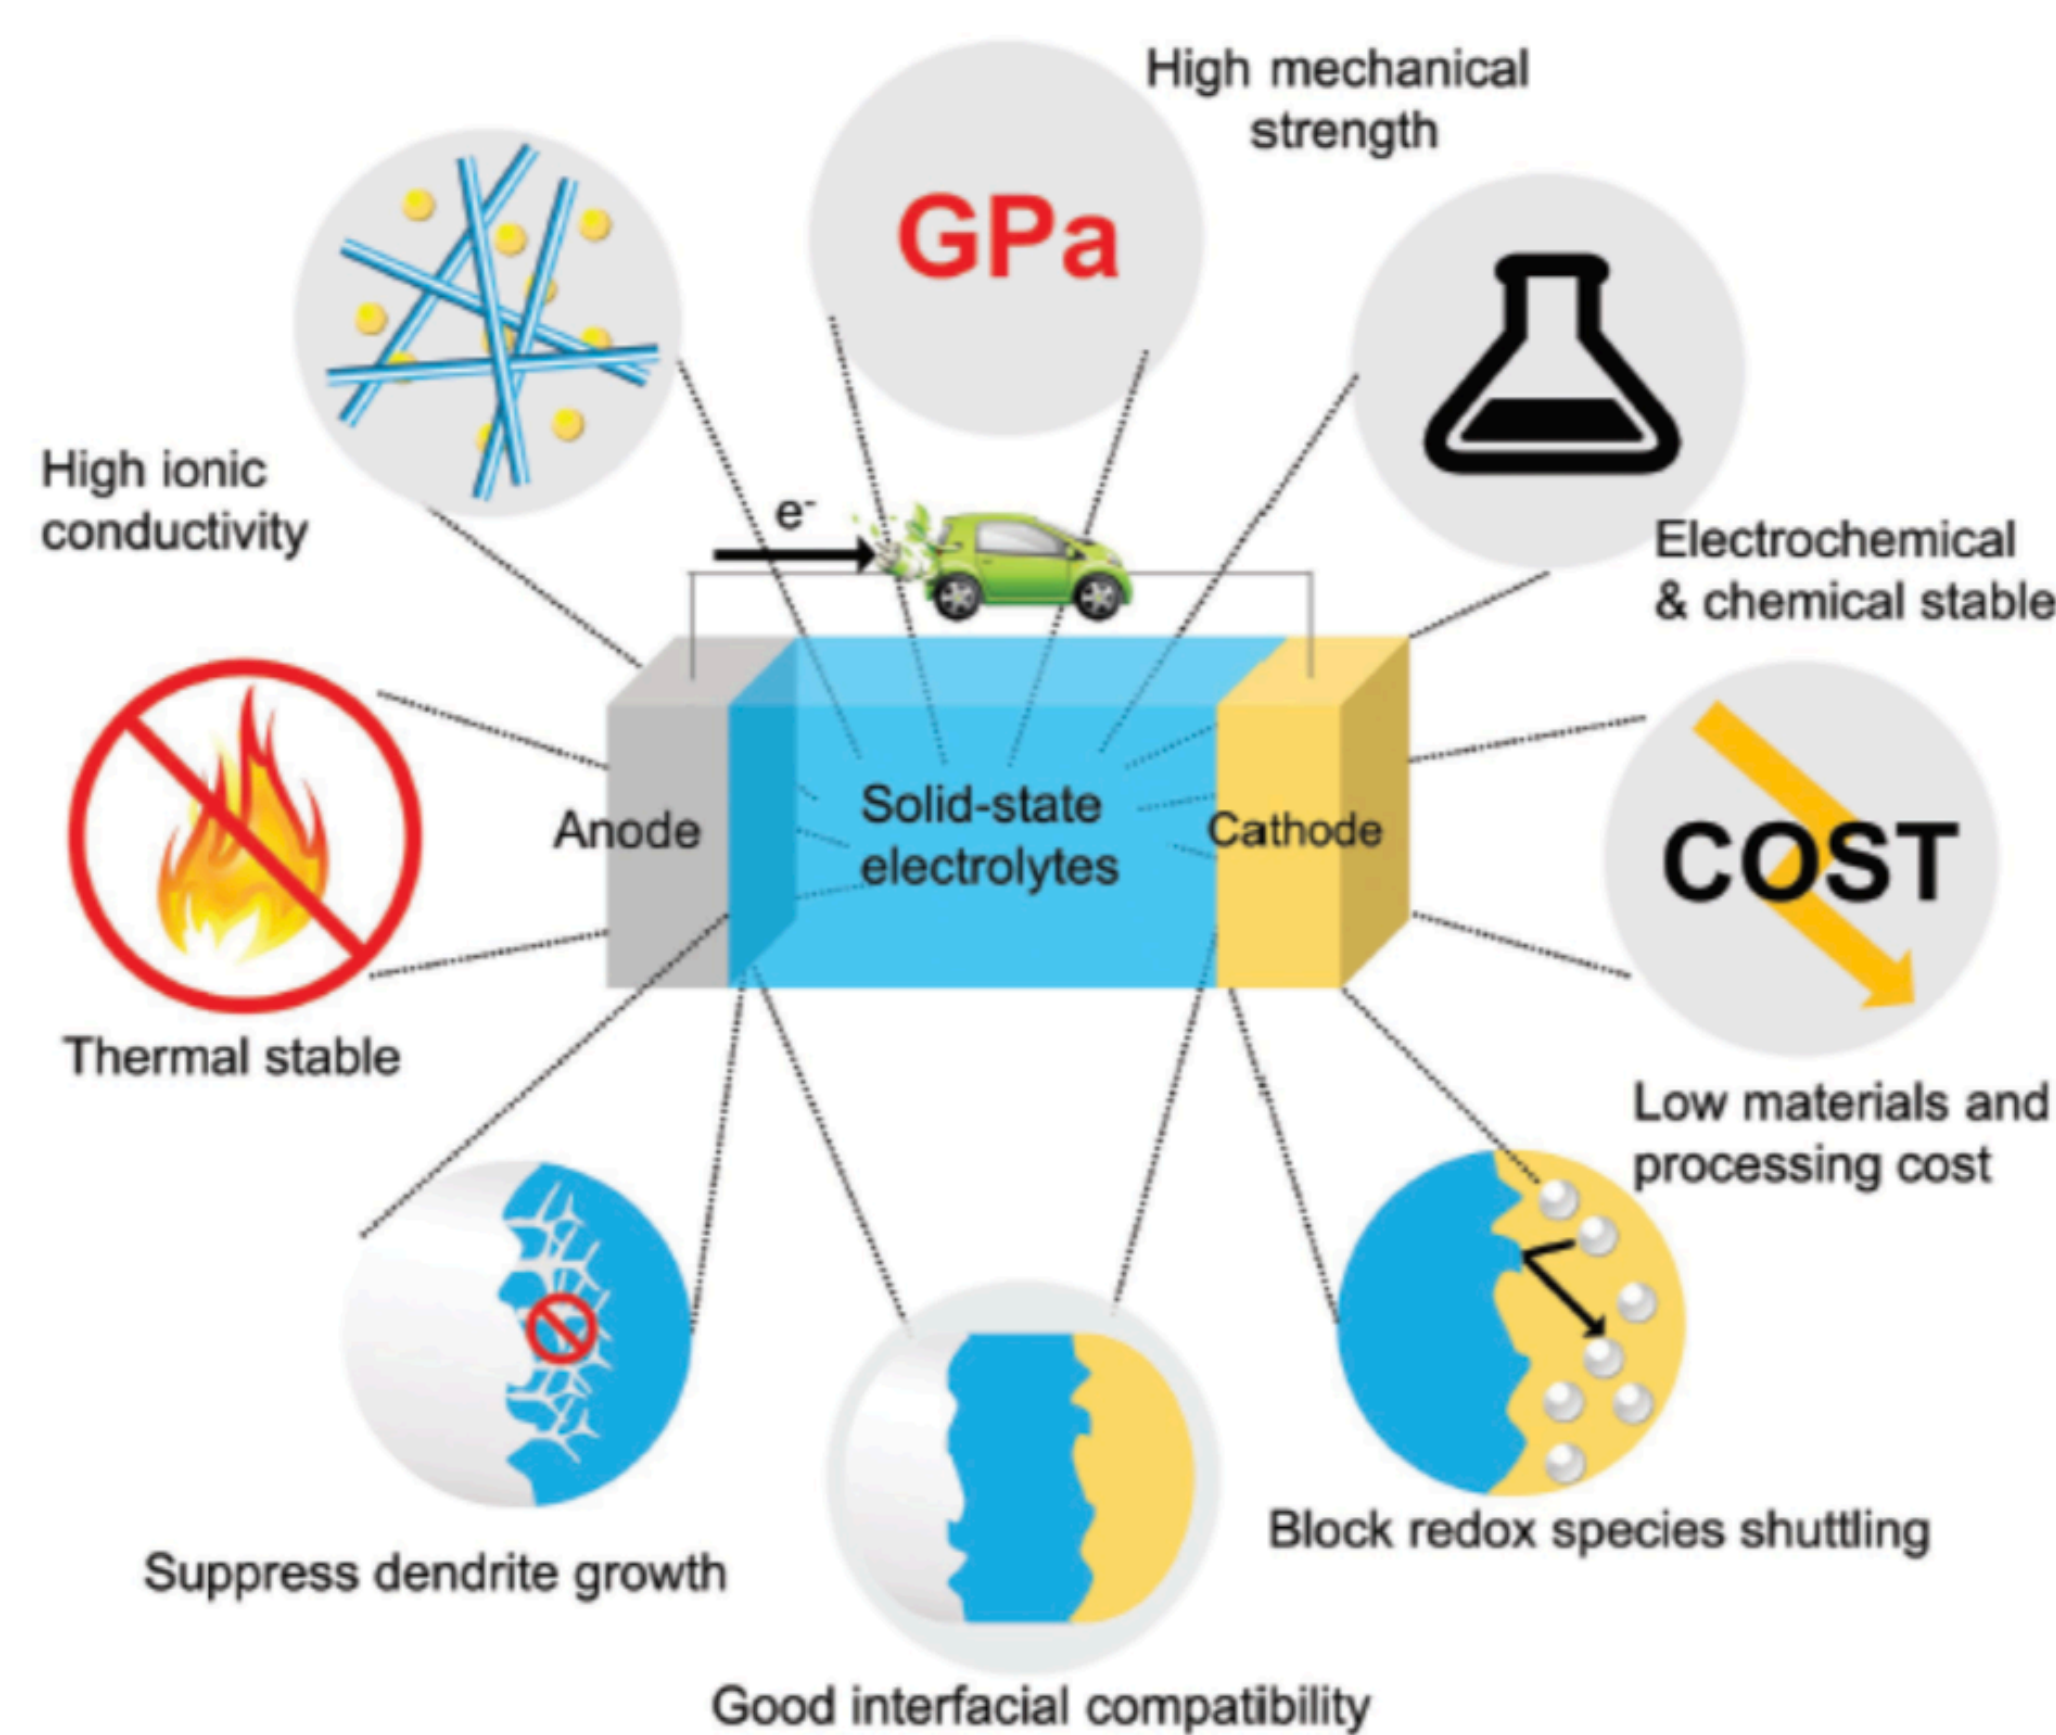 High mechanical
strength
GPa
High ionic
conductivity
e-
Electrochemical
& chemical stable
Anode
Solid-state
electrolytes
Cathode
COST
Thermal stable
Low materials and
processing cost
Suppress dendrite growth
Block redox species shuttling
Good interfacial compatibility